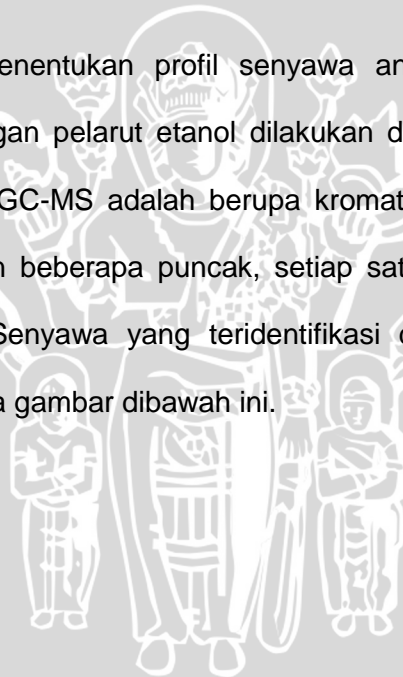 enentukan profil senyawa an
gan pelarut etanol dilakukan d
GC-MS adalah berupa kromat
n beberapa puncak, setiap sat
Senyawa yang teridentifikasi
a gambar dibawah ini.